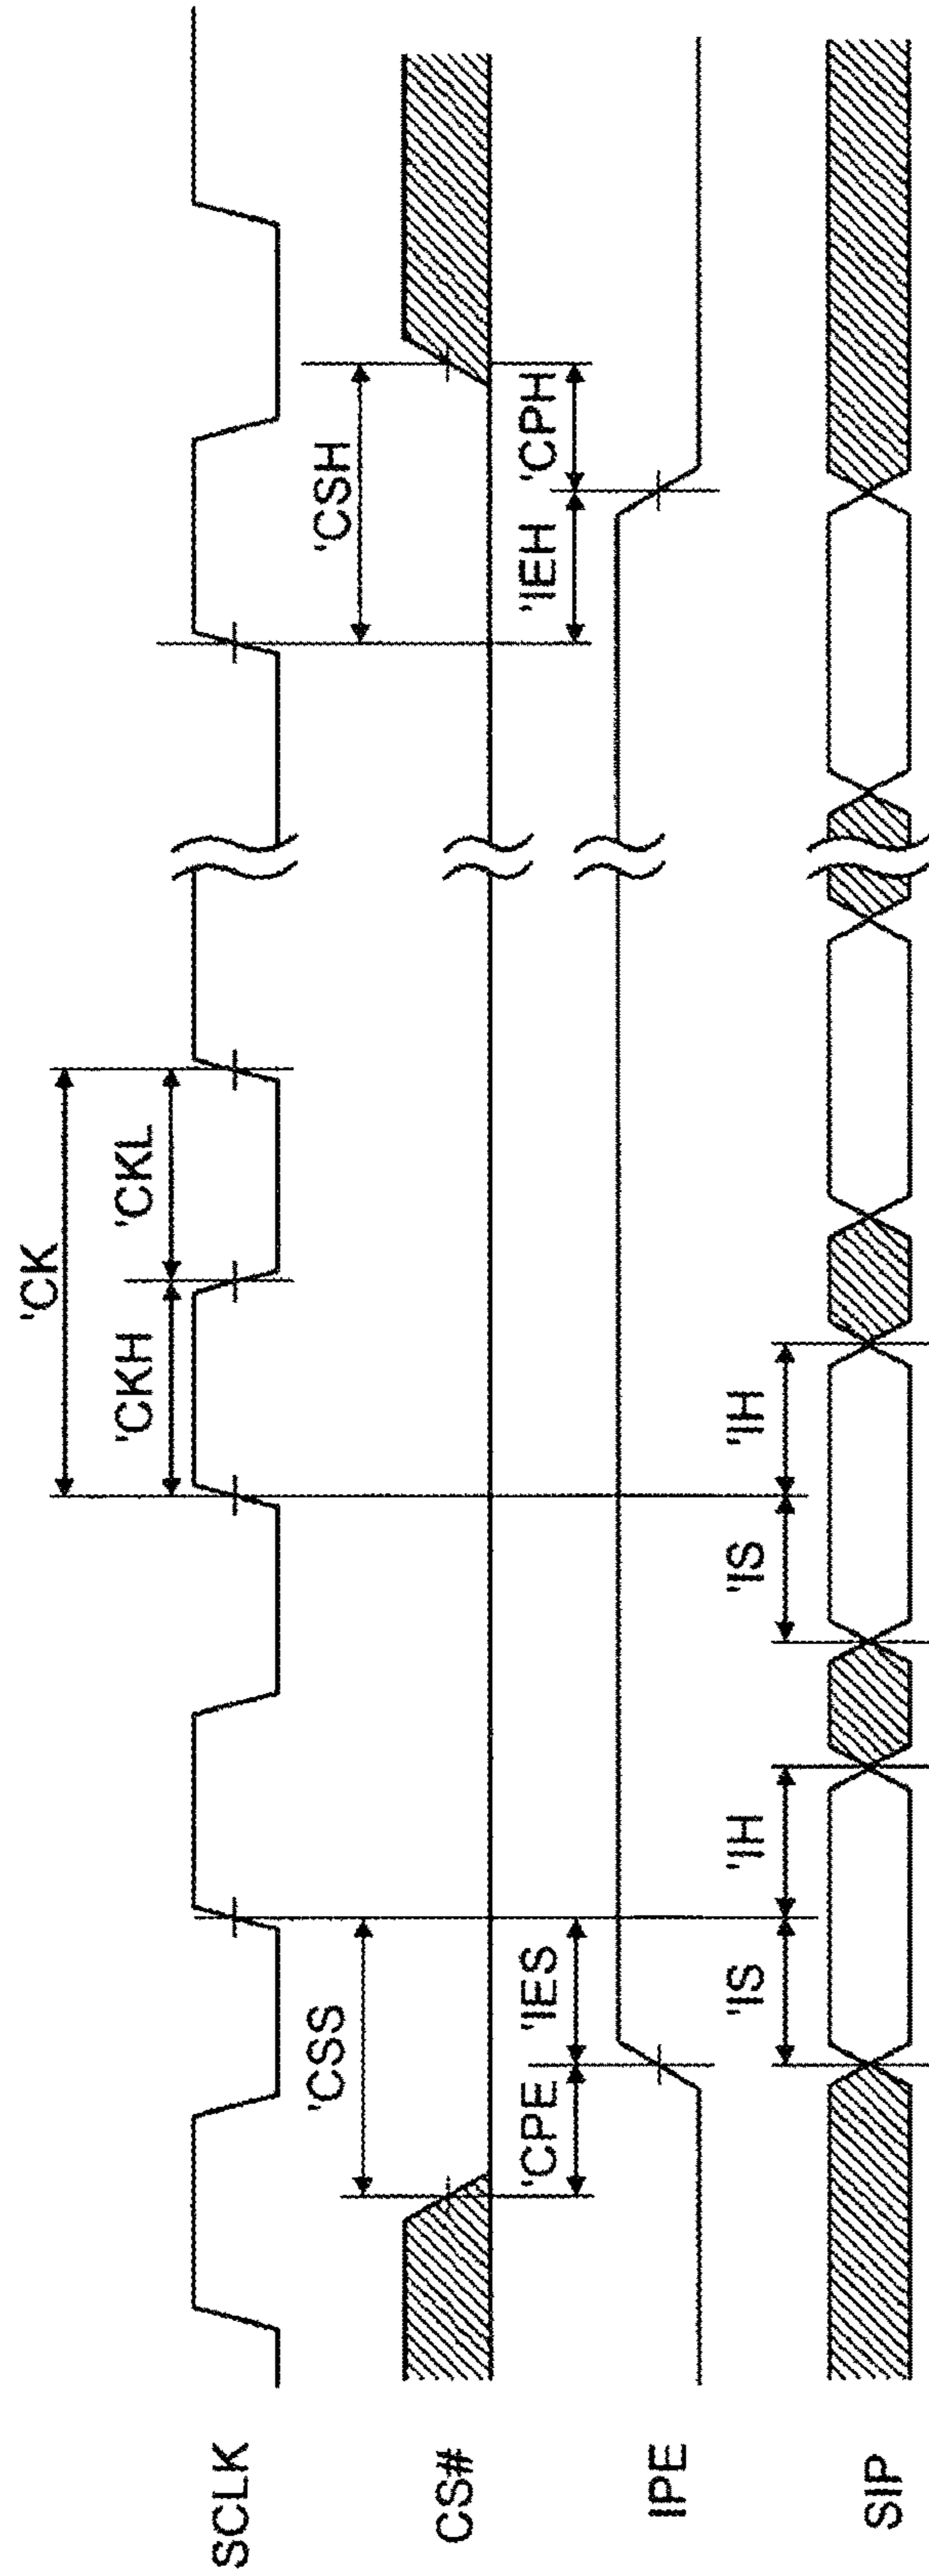 'CK
'CKH
'CKL
SCLK
'CSS
'CSH
CS#
'CPE
'IES
'IEH
'CPH
IPE
'IS
'IH
'IS
'IH
SIP